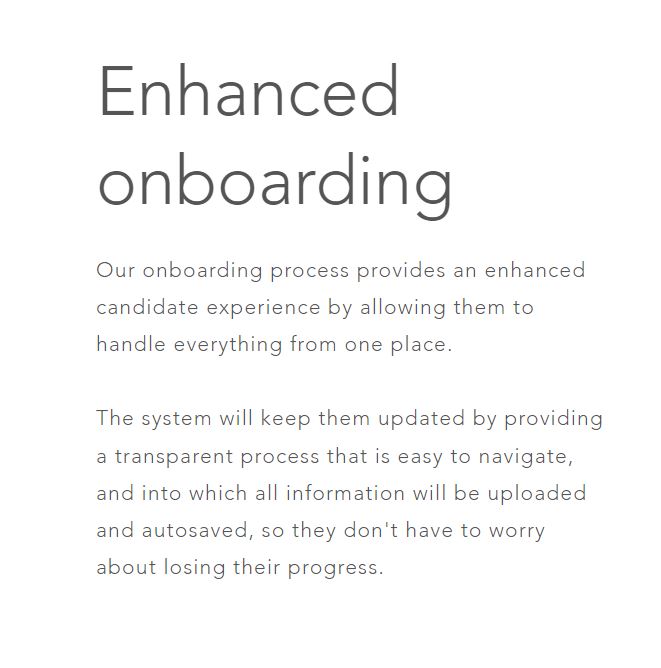 Enhanced
onboarding
Our onboarding process provides an enhanced
candidate experience by allowing them to
handle everything from one place.
The system will keep them updated by providing
a transparent process that is easy to navigate,
and into which all information will be uploaded
and autosaved, so they don't have to worry
about losing their progress.